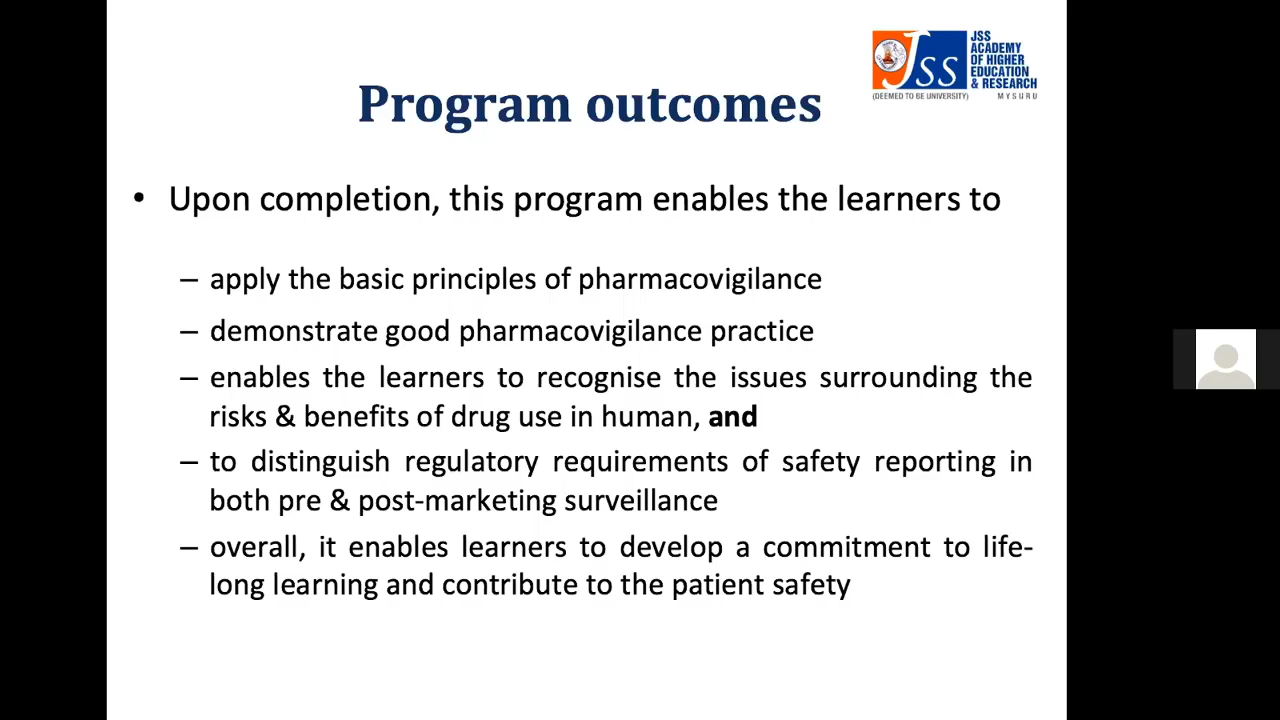 JSS
JSS
ACADEMY
OF HIGHER
EDUCATION
& RESEARCH
(DEEMED TO BE UNIVERSITY) MYSURU
Program outcomes
• Upon completion, this program enables the learners to
– apply the basic principles of pharmacovigilance
– demonstrate good pharmacovigilance practice
– enables the learners to recognise the issues surrounding the
risks & benefits of drug use in human, and
– to distinguish regulatory requirements of safety reporting in
both pre & post-marketing surveillance
– overall, it enables learners to develop a commitment to life-
long learning and contribute to the patient safety